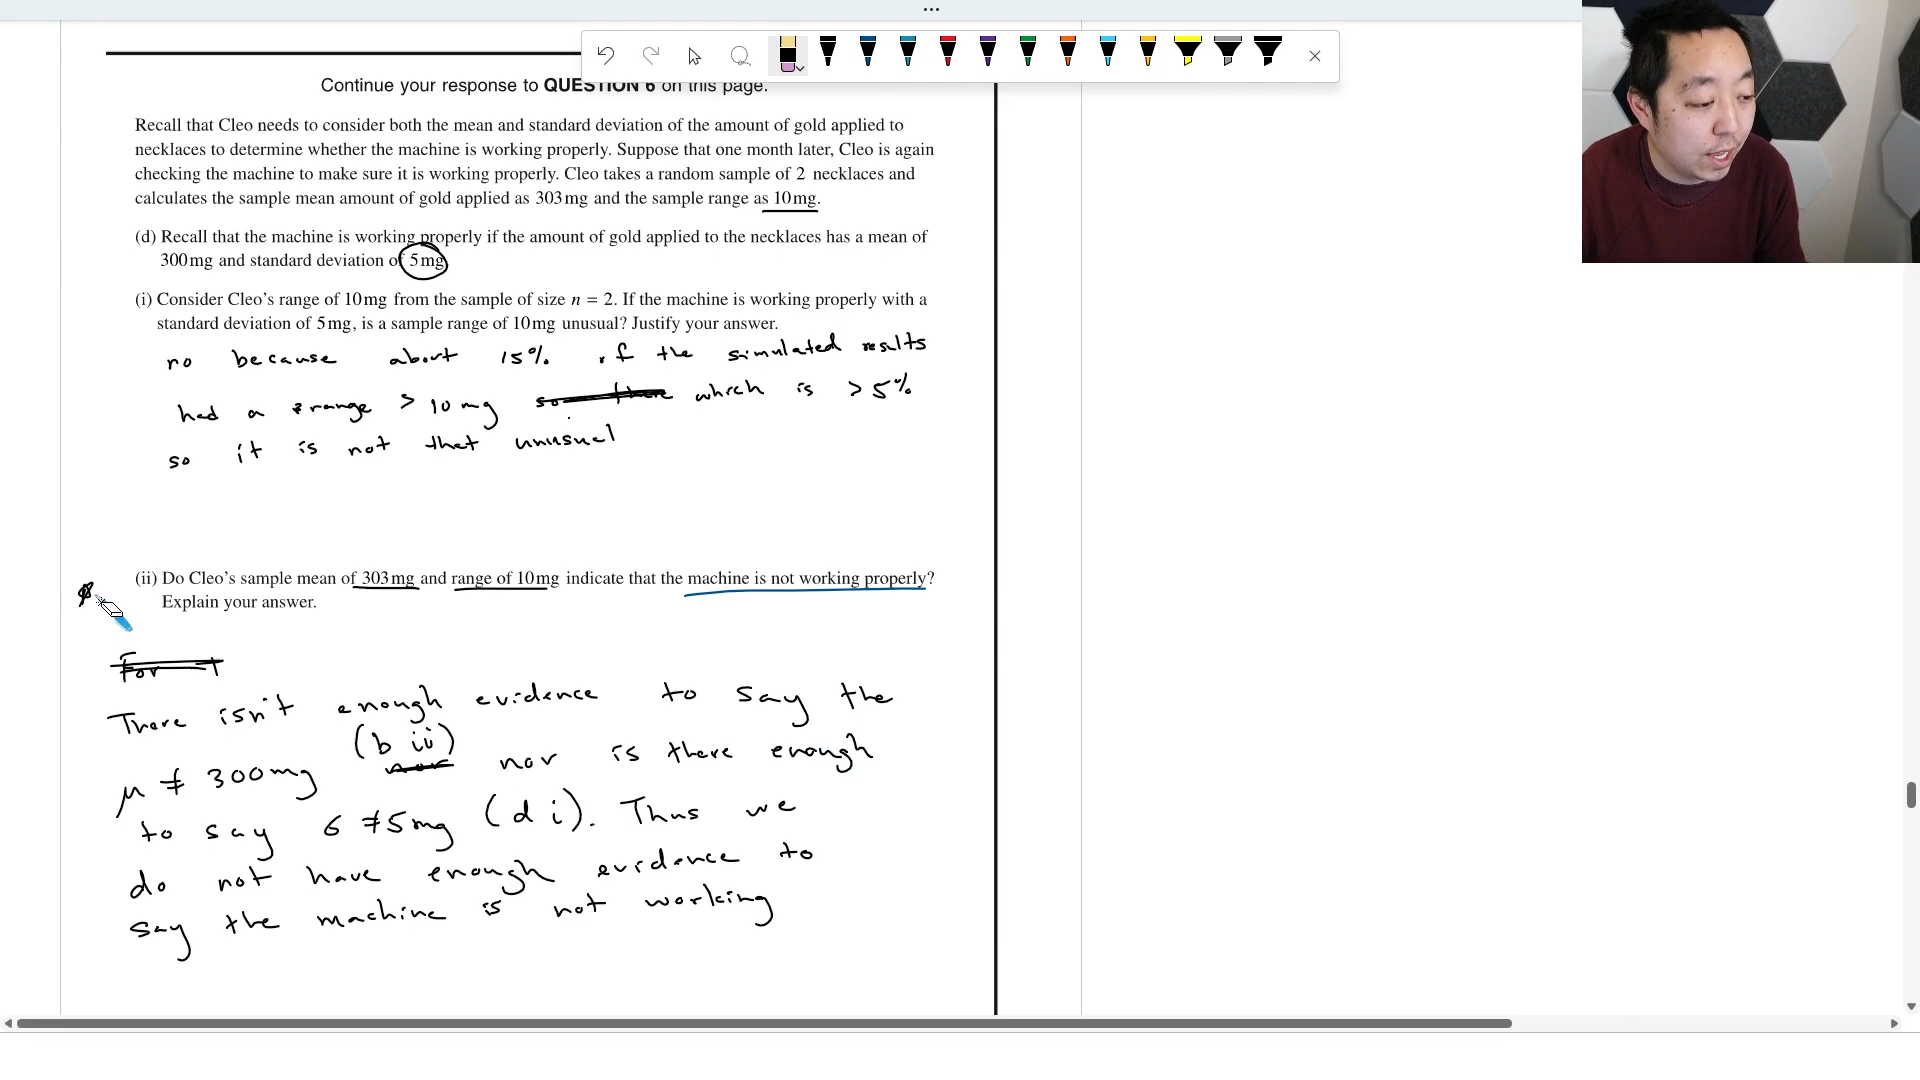 Continue your response to QUESTION 6 on this page.
Recall that Cleo needs to consider both the mean and standard deviation of the amount of gold applied to
necklaces to determine whether the machine is working properly. Suppose that one month later, Cleo is again
checking the machine to make sure it is working properly. Cleo takes a random sample of 2 necklaces and
calculates the sample mean amount of gold applied as 303 mg and the sample range as 10 mg.
(d) Recall that the machine is working properly if the amount of gold applied to the necklaces has a mean of
300 mg and standard deviation of 5 mg
(i) Consider Cleo's range of 10 mg from the sample of size n = 2. If the machine is working properly with a
standard deviation of 5 mg, is a sample range of 10 mg unusual? Justify your answer.
no because about 15% of the simulated results
had a range > 10 mg so there which is > 5%
so it is not that unusual
(ii) Do Cleo's sample mean of 303 mg and range of 10 mg indicate that the machine is not working properly?
Explain your answer.
For
There isn't enough evidence to say the
μ ≠ 300mg (b ii) nor nor is there enough
to say σ ≠ 5mg (d i). Thus we
do not have enough evidence to
say the machine is not working